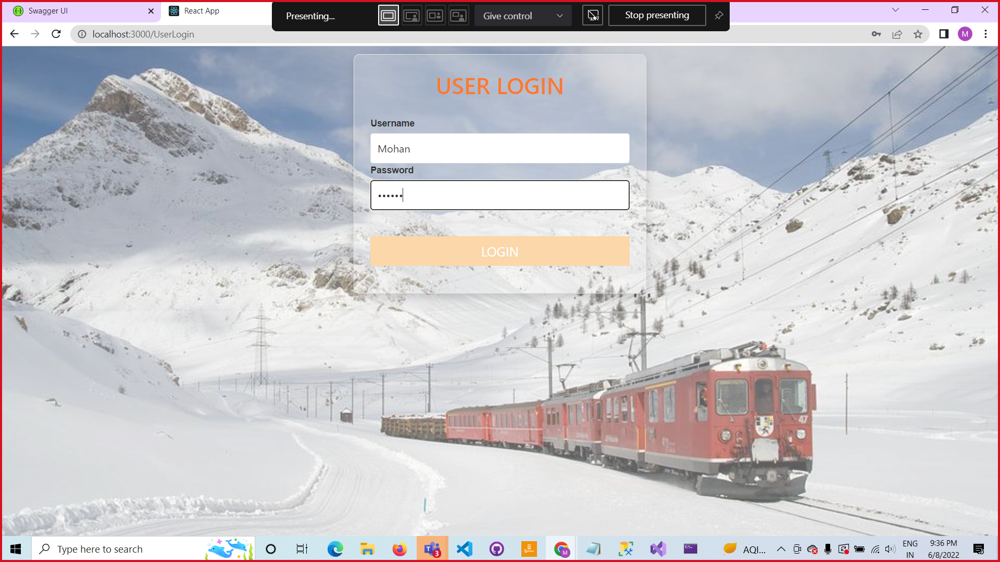 Swagger UI
React App
Presenting...
Give control
Stop presenting
localhost:3000/UserLogin
M
USER LOGIN
Username
Mohan
Password
••••••
LOGIN
47
Type here to search
3
M
AQI...
ENG
IN
9:36 PM
6/8/2022